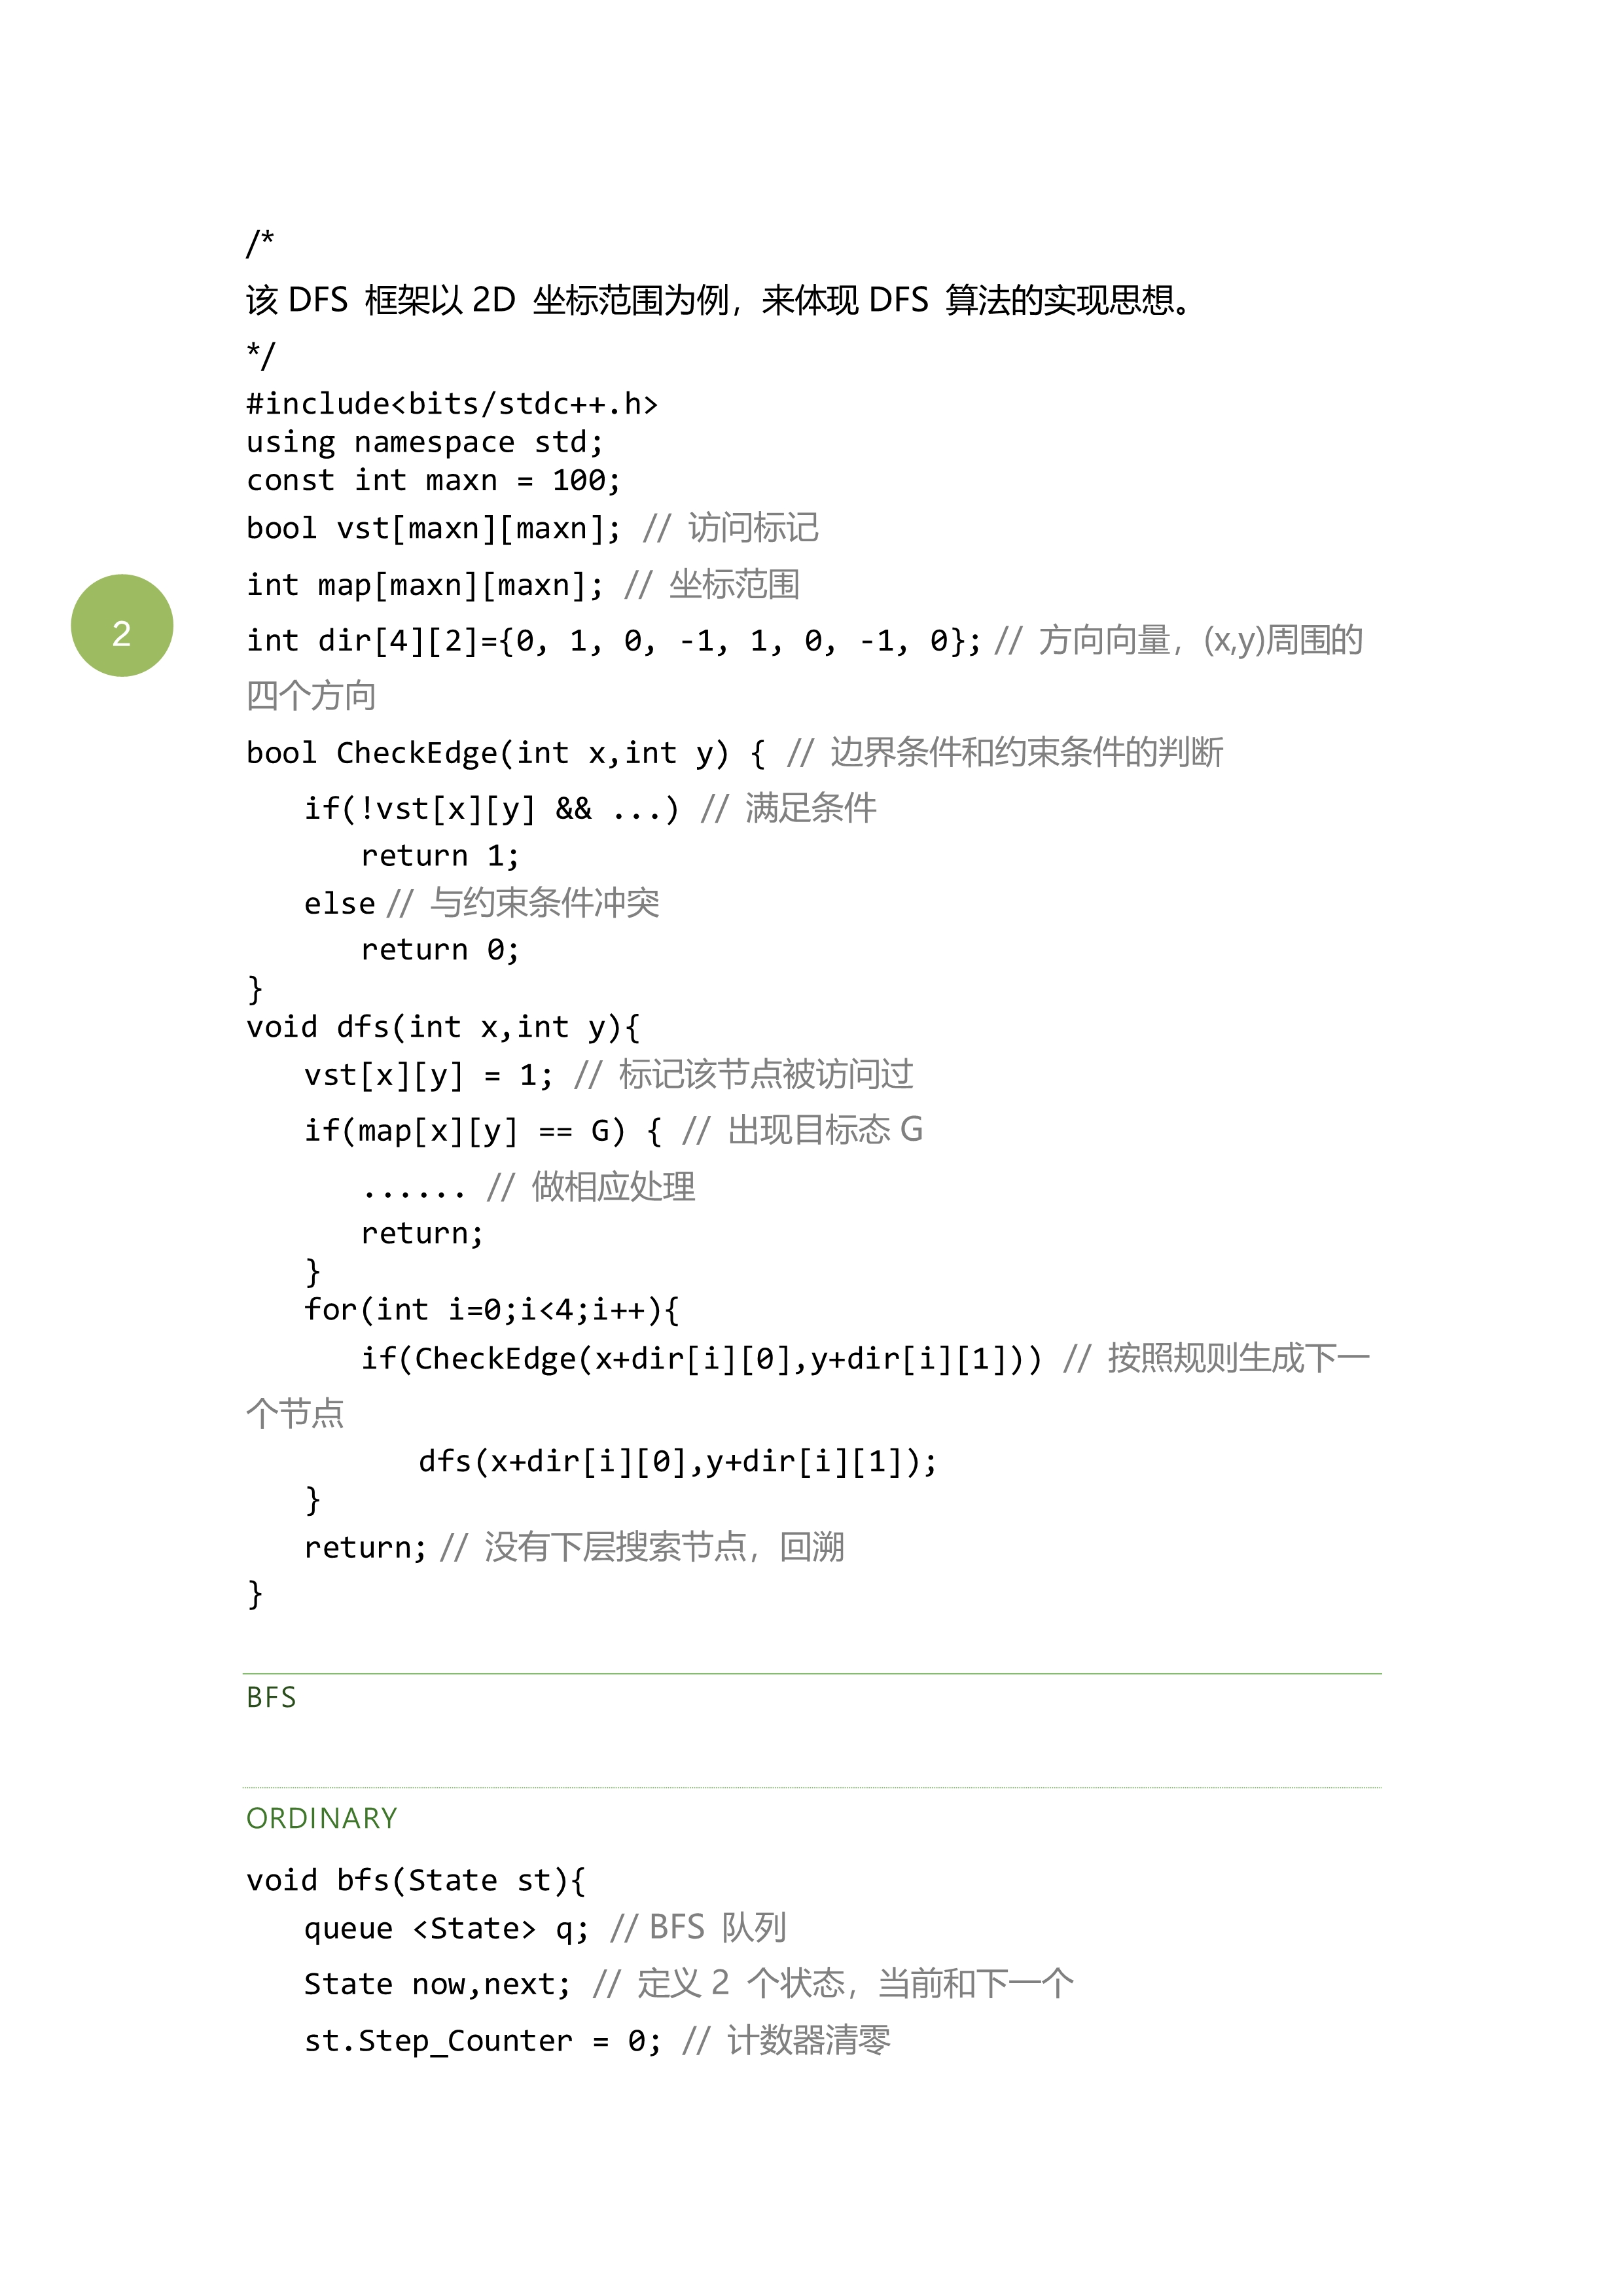 /*
该 DFS 框架以 2D 坐标范围为例，来体现 DFS 算法的实现思想。
*/
#include<bits/stdc++.h>
using namespace std;
const int maxn = 100;
bool vst[maxn][maxn]; // 访问标记
int map[maxn][maxn]; // 坐标范围
2
int dir[4][2]={0, 1, 0, -1, 1, 0, -1, 0}; // 方向向量，(x,y)周围的
四个方向
bool CheckEdge(int x,int y) { // 边界条件和约束条件的判断
    if(!vst[x][y] && ...) // 满足条件
        return 1;
    else // 与约束条件冲突
        return 0;
}
void dfs(int x,int y){
    vst[x][y] = 1; // 标记该节点被访问过
    if(map[x][y] == G) { // 出现目标态 G
        ...... // 做相应处理
        return;
    }
    for(int i=0;i<4;i++){
        if(CheckEdge(x+dir[i][0],y+dir[i][1])) // 按照规则生成下一
个节点
            dfs(x+dir[i][0],y+dir[i][1]);
    }
    return; // 没有下层搜索节点，回溯
}
BFS
ORDINARY
void bfs(State st){
    queue <State> q; // BFS 队列
    State now,next; // 定义 2 个状态，当前和下一个
    st.Step_Counter = 0; // 计数器清零